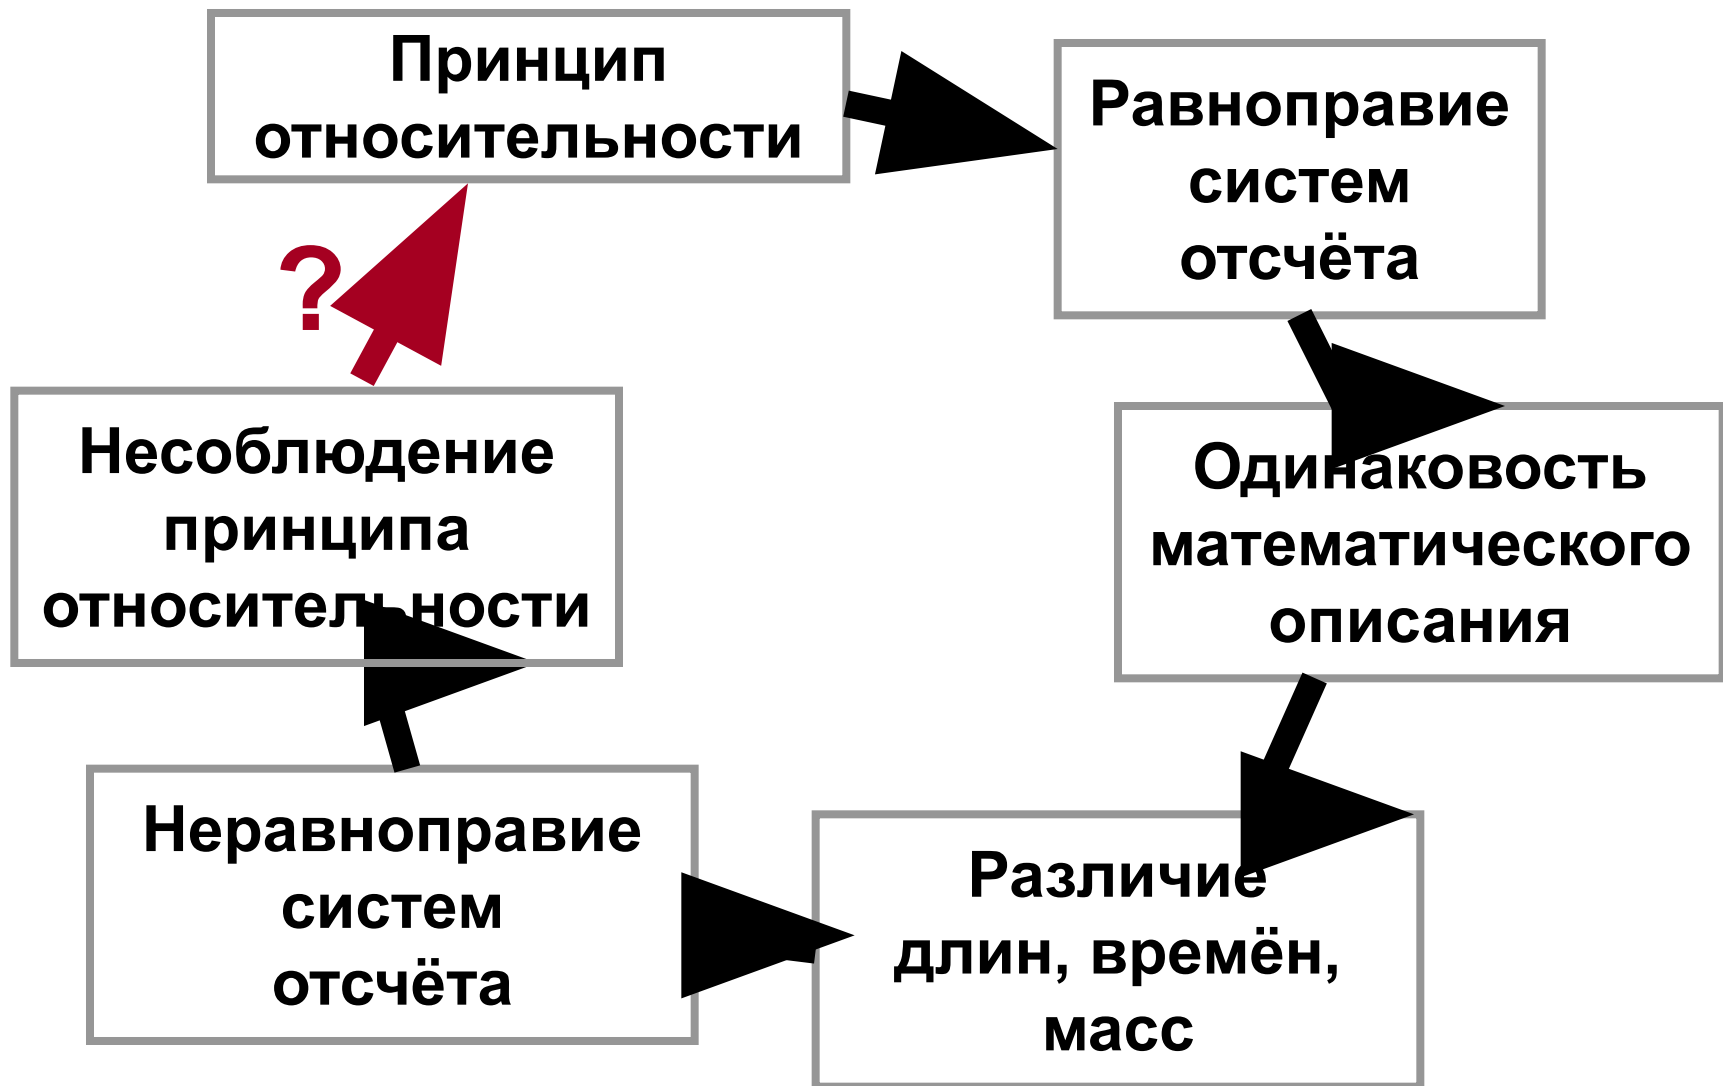 Принцип
относительности
Равноправие
систем
отсчёта
?
Несоблюдение
принципа
относительности
Одинаковость
математического
описания
Неравноправие
систем
отсчёта
Различие
длин, времён,
масс